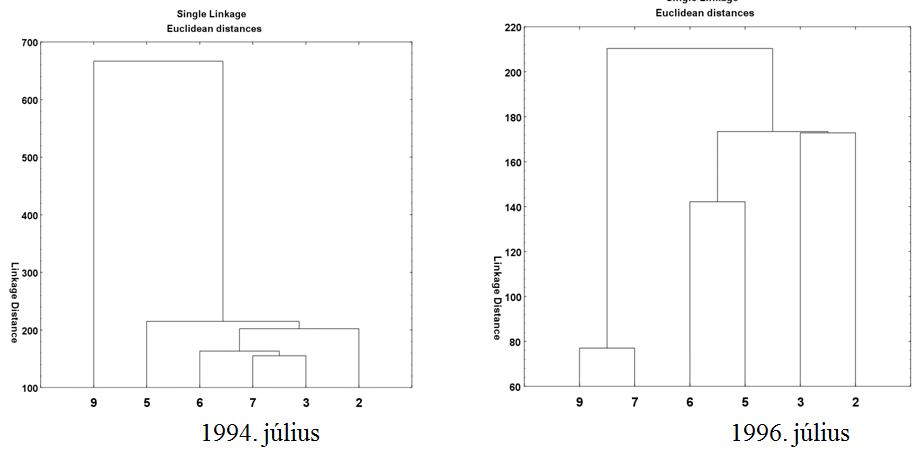 Single Linkage
Euclidean distances
700
600
500
400
300
200
100
Linkage Distance
9 5 6 7 3 2
1994. július
Single Linkage
Euclidean distances
220
200
180
160
140
120
100
80
60
Linkage Distance
9 7 6 5 3 2
1996. július